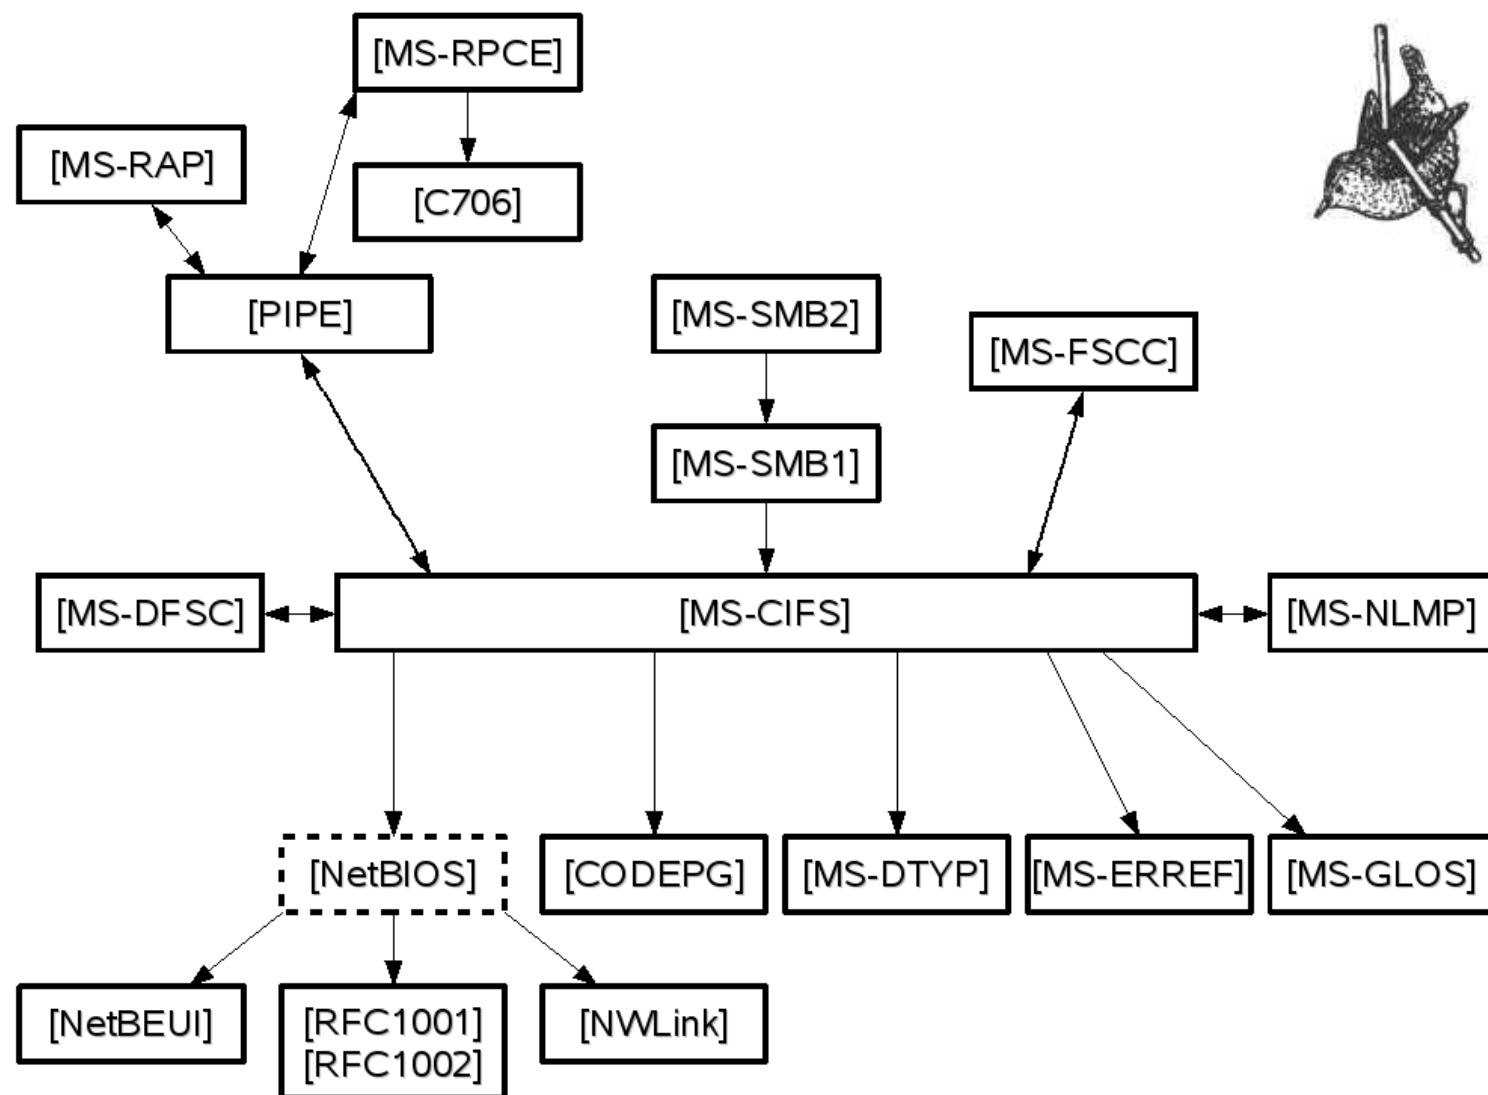 [MS-RPCE]
[MS-RAP]
[C706]
[PIPE]
[MS-SMB2]
[MS-FSCC]
[MS-SMB1]
[MS-DFSC]
[MS-CIFS]
[MS-NLMP]
[NetBIOS]
[CODEPG]
[MS-DTYP]
[MS-ERREF]
[MS-GLOS]
[NetBEUI]
[RFC1001]
[RFC1002]
[NWLink]